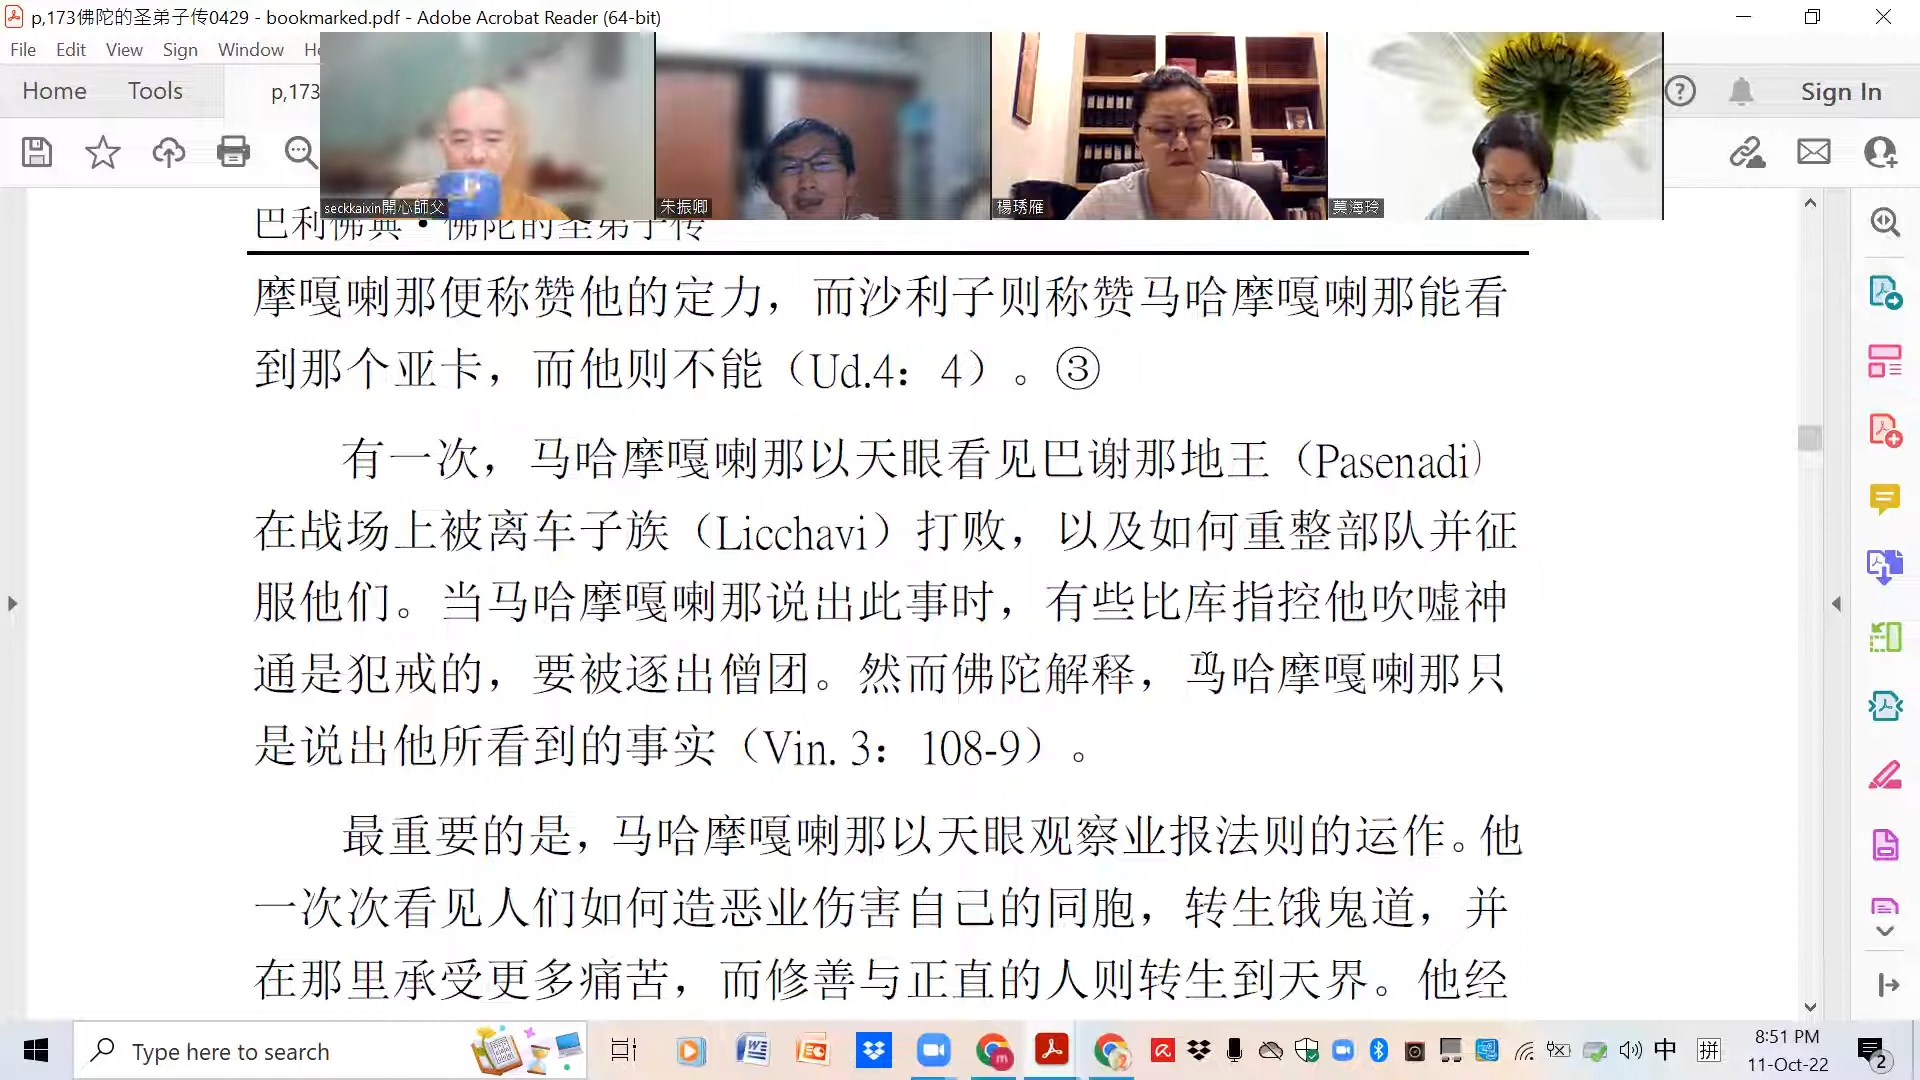 p,173佛陀的圣弟子传0429 - bookmarked.pdf - Adobe Acrobat Reader (64-bit)
File Edit View Sign Window
Home Tools p,173
Sign In
seckkaixin開心師父
朱振卿
楊琇雁
莫海玲
巴利佛典·佛陀的圣弟子传
摩嘎喇那便称赞他的定力，而沙利子则称赞马哈摩嘎喇那能看
到那个亚卡，而他则不能（Ud.4：4）。③
有一次，马哈摩嘎喇那以天眼看见巴谢那地王（Pasenadi）
在战场上被离车子族（Licchavi）打败，以及如何重整部队并征
服他们。当马哈摩嘎喇那说出此事时，有些比库指控他吹嘘神
通是犯戒的，要被逐出僧团。然而佛陀解释，马哈摩嘎喇那只
是说出他所看到的事实（Vin. 3：108-9）。
最重要的是，马哈摩嘎喇那以天眼观察业报法则的运作。他
一次次看见人们如何造恶业伤害自己的同胞，转生饿鬼道，并
在那里承受更多痛苦，而修善与正直的人则转生到天界。他经
Type here to search
中
拼
8:51 PM
11-Oct-22
2